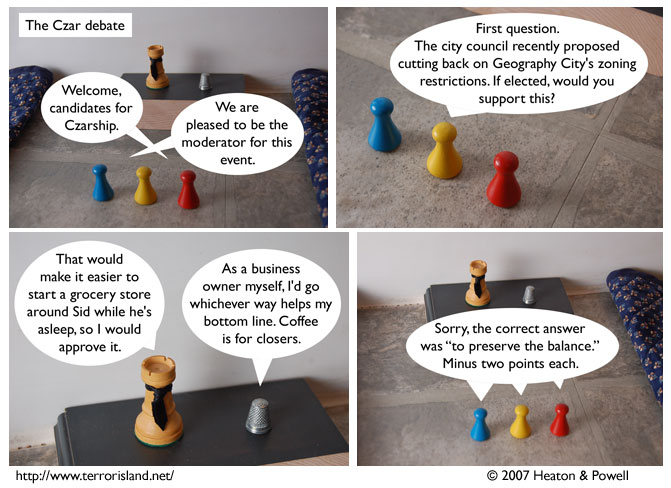 The Czar debate
Welcome,
candidates for
Czarship.
We are
pleased to be the
moderator for this
event.
First question.
The city council recently proposed
cutting back on Geography City's zoning
restrictions. If elected, would you
support this?
That would
make it easier to
start a grocery store
around Sid while he's
asleep, so I would
approve it.
As a business
owner myself, I'd go
whichever way helps my
bottom line. Coffee
is for closers.
Sorry, the correct answer
was “to preserve the balance.”
Minus two points each.
http://www.terrorisland.net/
© 2007 Heaton & Powell